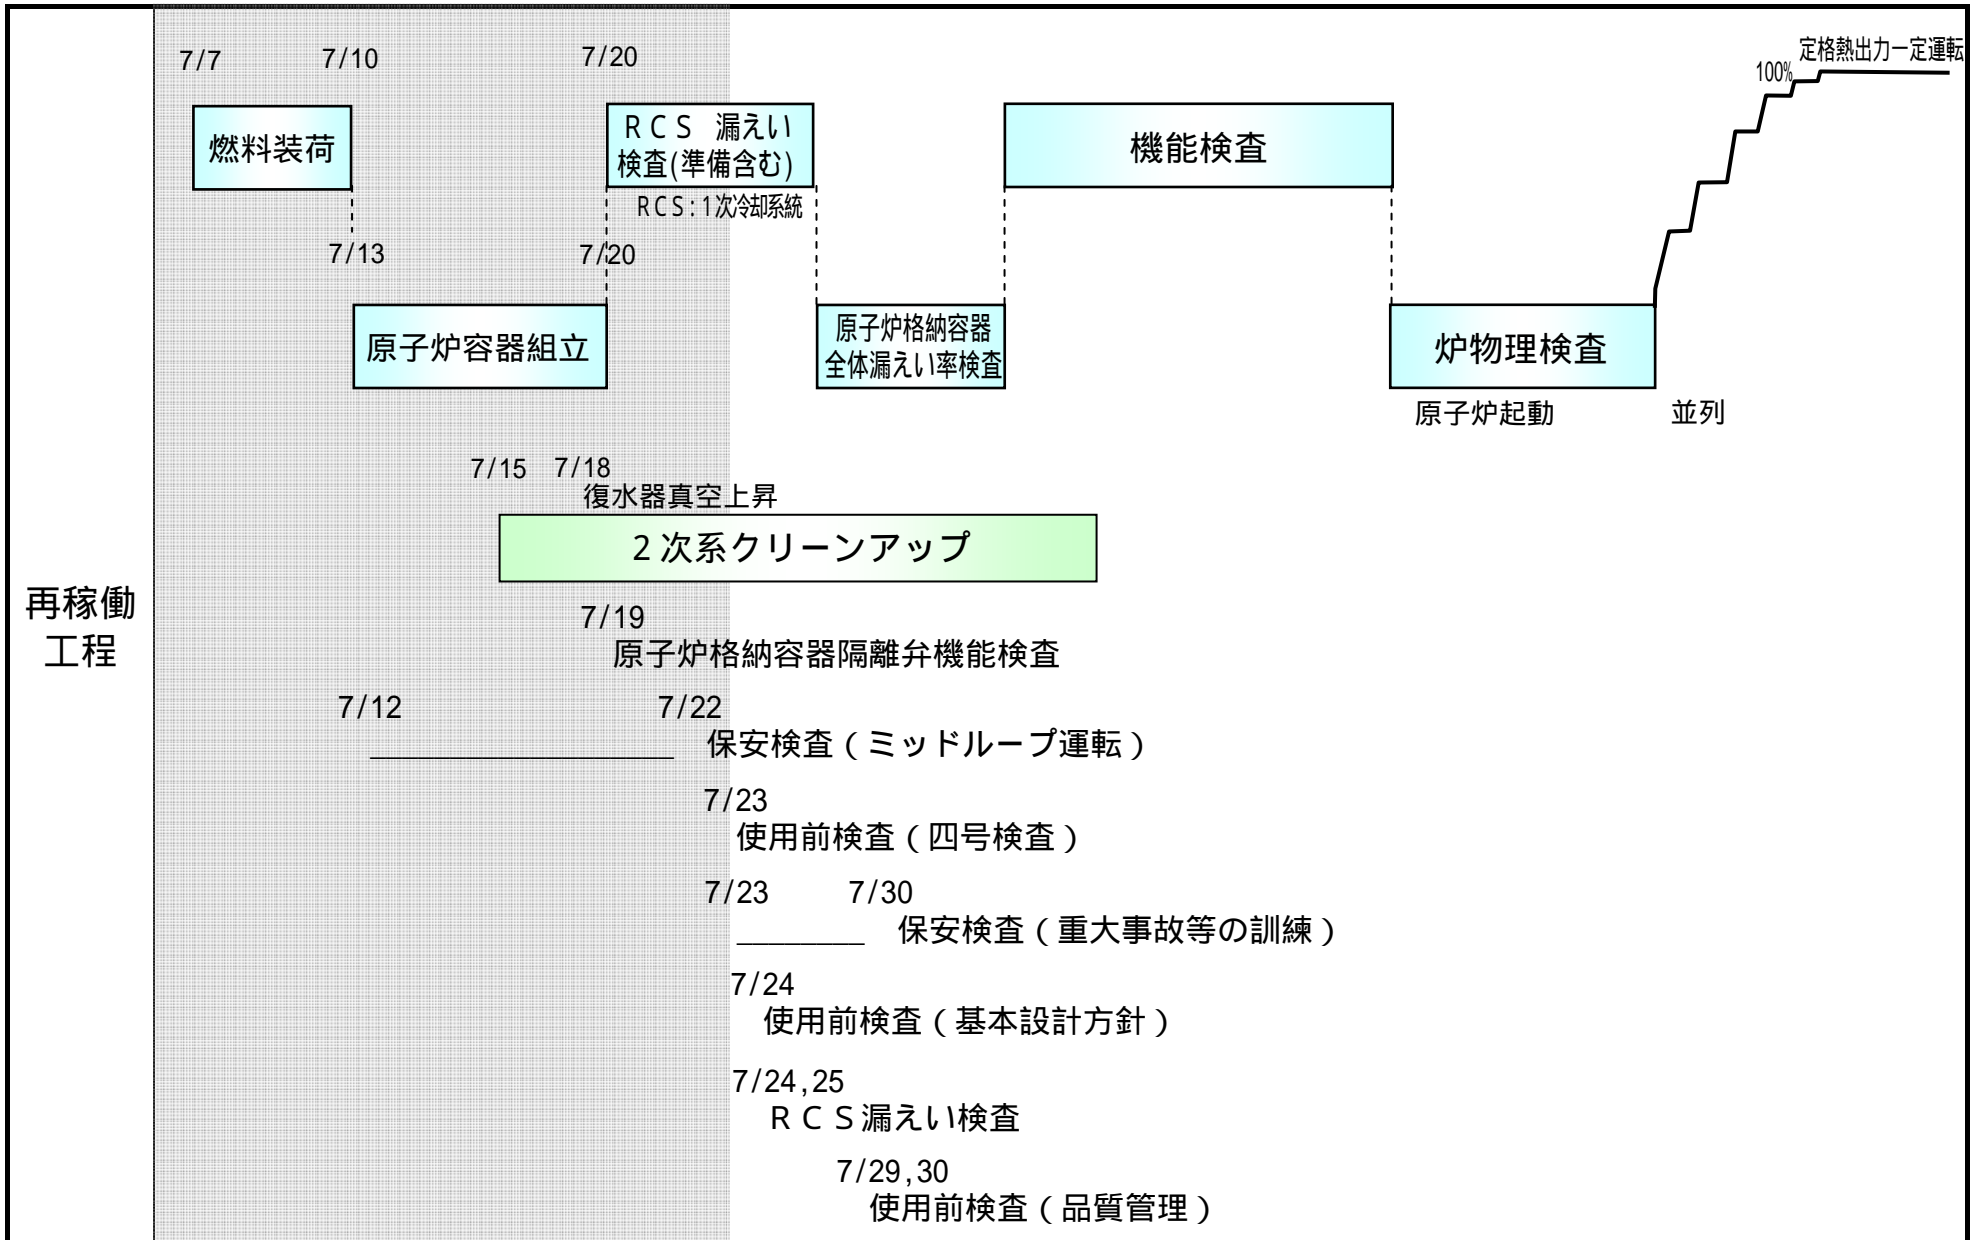 再稼働
工程
7/7
7/10
7/20
定格熱出力一定運転
100%
燃料装荷
RCS 漏えい
検査(準備含む)
機能検査
RCS:1次冷却系統
7/13
7/20
原子炉容器組立
原子炉格納容器
全体漏えい率検査
炉物理検査
原子炉起動
並列
7/15
7/18
復水器真空上昇
2次系クリーンアップ
7/19
原子炉格納容器隔離弁機能検査
7/12
7/22
保安検査(ミッドループ運転)
7/23
使用前検査(四号検査)
7/23
7/30
保安検査(重大事故等の訓練)
7/24
使用前検査(基本設計方針)
7/24,25
RCS漏えい検査
7/29,30
使用前検査(品質管理)